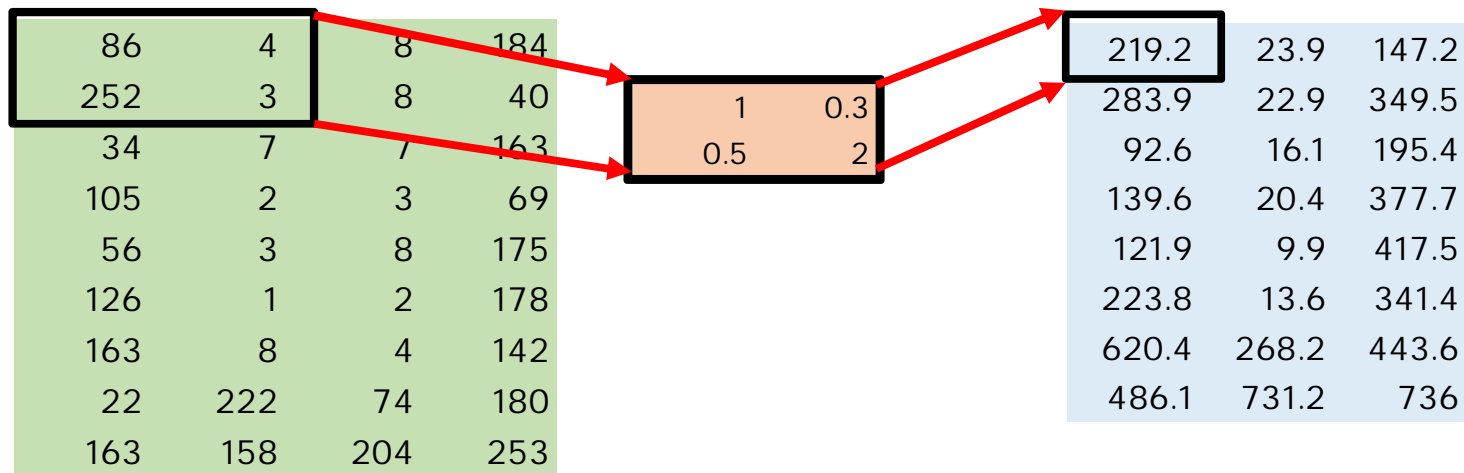 86 4 8 184
252 3 8 40
34 7 7 163
105 2 3 69
56 3 8 175
126 1 2 178
163 8 4 142
22 222 74 180
163 158 204 253
1 0.3
0.5 2
219.2 23.9 147.2
283.9 22.9 349.5
92.6 16.1 195.4
139.6 20.4 377.7
121.9 9.9 417.5
223.8 13.6 341.4
620.4 268.2 443.6
486.1 731.2 736